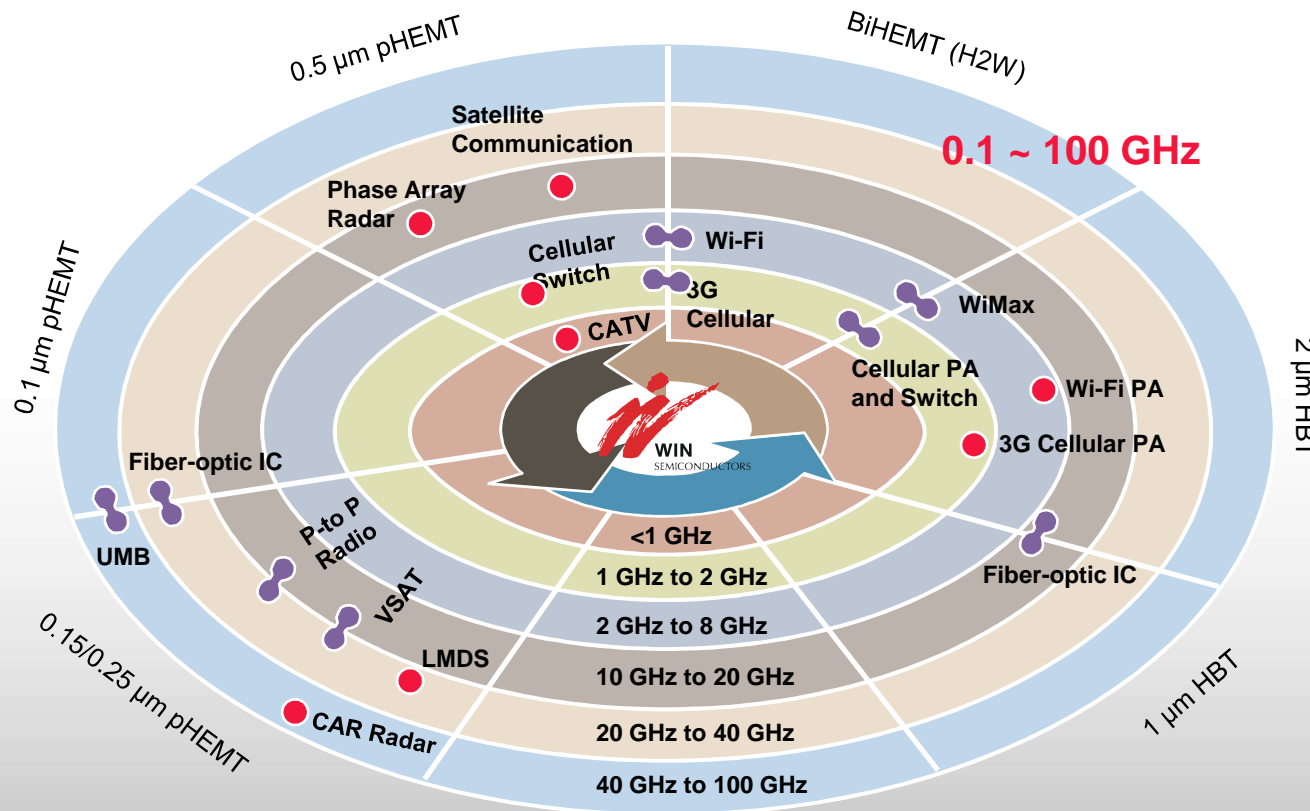 0.5 µm pHEMT
BiHEMT (H2W)
Satellite
Communication
0.1 ~ 100 GHz
Phase Array
Radar
Cellular
Switch
Wi-Fi
3G
Cellular
WiMax
0.1 µm pHEMT
CATV
Cellular PA
and Switch
Wi-Fi PA
2 µm HBT
3G Cellular PA
WIN
SEMICONDUCTORS
Fiber-optic IC
UMB
P-to P
Radio
VSAT
<1 GHz
Fiber-optic IC
1 GHz to 2 GHz
2 GHz to 8 GHz
LMDS
10 GHz to 20 GHz
0.15/0.25 µm pHEMT
1 µm HBT
CAR Radar
20 GHz to 40 GHz
40 GHz to 100 GHz